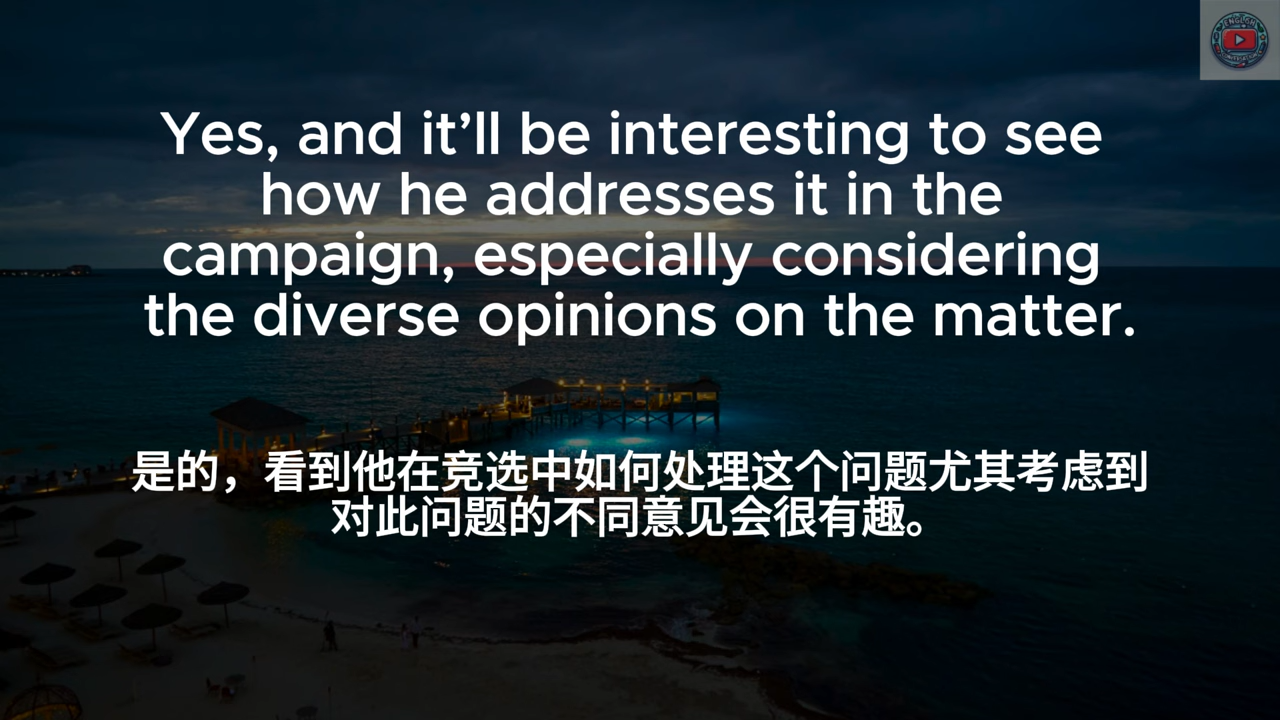 Yes, and it’ll be interesting to see
how he addresses it in the
campaign, especially considering
the diverse opinions on the matter.
是的，看到他在竞选中如何处理这个问题尤其考虑到
对此问题的不同意见会很有趣。